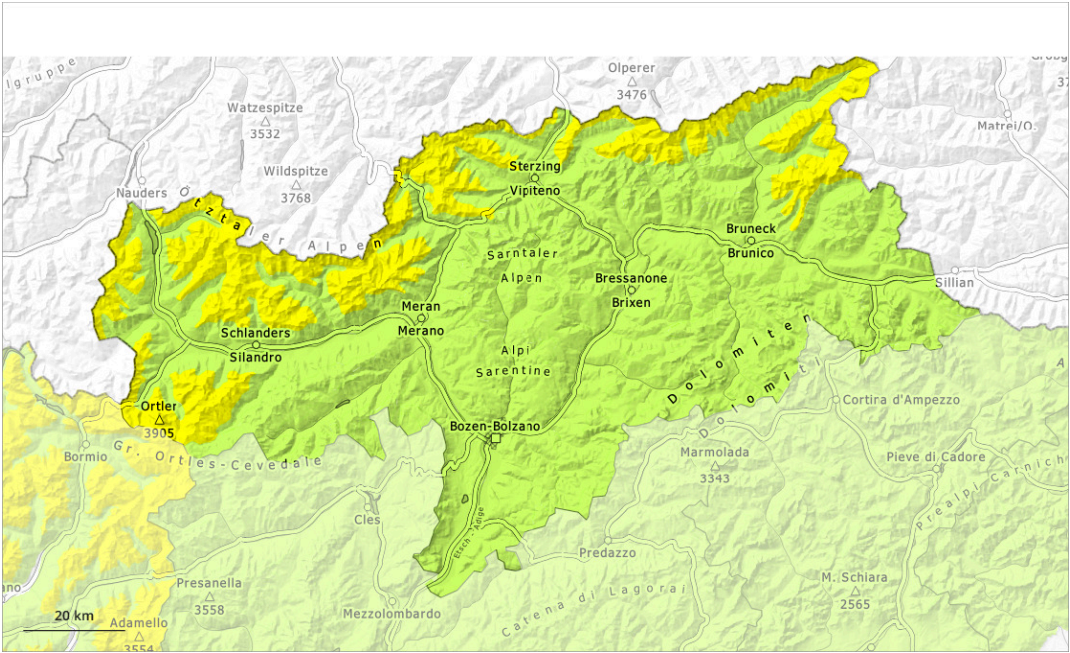 lgruppe
Olperer
3476
Watzespitze
3532
Matrei/O.
Wildspitze
3768
Nauders
Ötztaler Alpen
Sterzing
Vipiteno
Bruneck
Brunico
Sarntaler
Alpen
Bressanone
Brixen
Sillian
Meran
Merano
Schlanders
Silandro
Alpi
Sarentine
Dolomiten
Dolomiti
Ortler
3905
Cortina d'Ampezzo
Bozen-Bolzano
Bormio
Gr. Ortles-Cevedale
Marmolada
3343
Pieve di Cadore
Prealpi Carnich
Cles
Etsch - Adige
Predazzo
Presanella
3558
M. Schiara
2565
Mezzolombardo
Catena di Lagorai
20 km
Adamello
3554